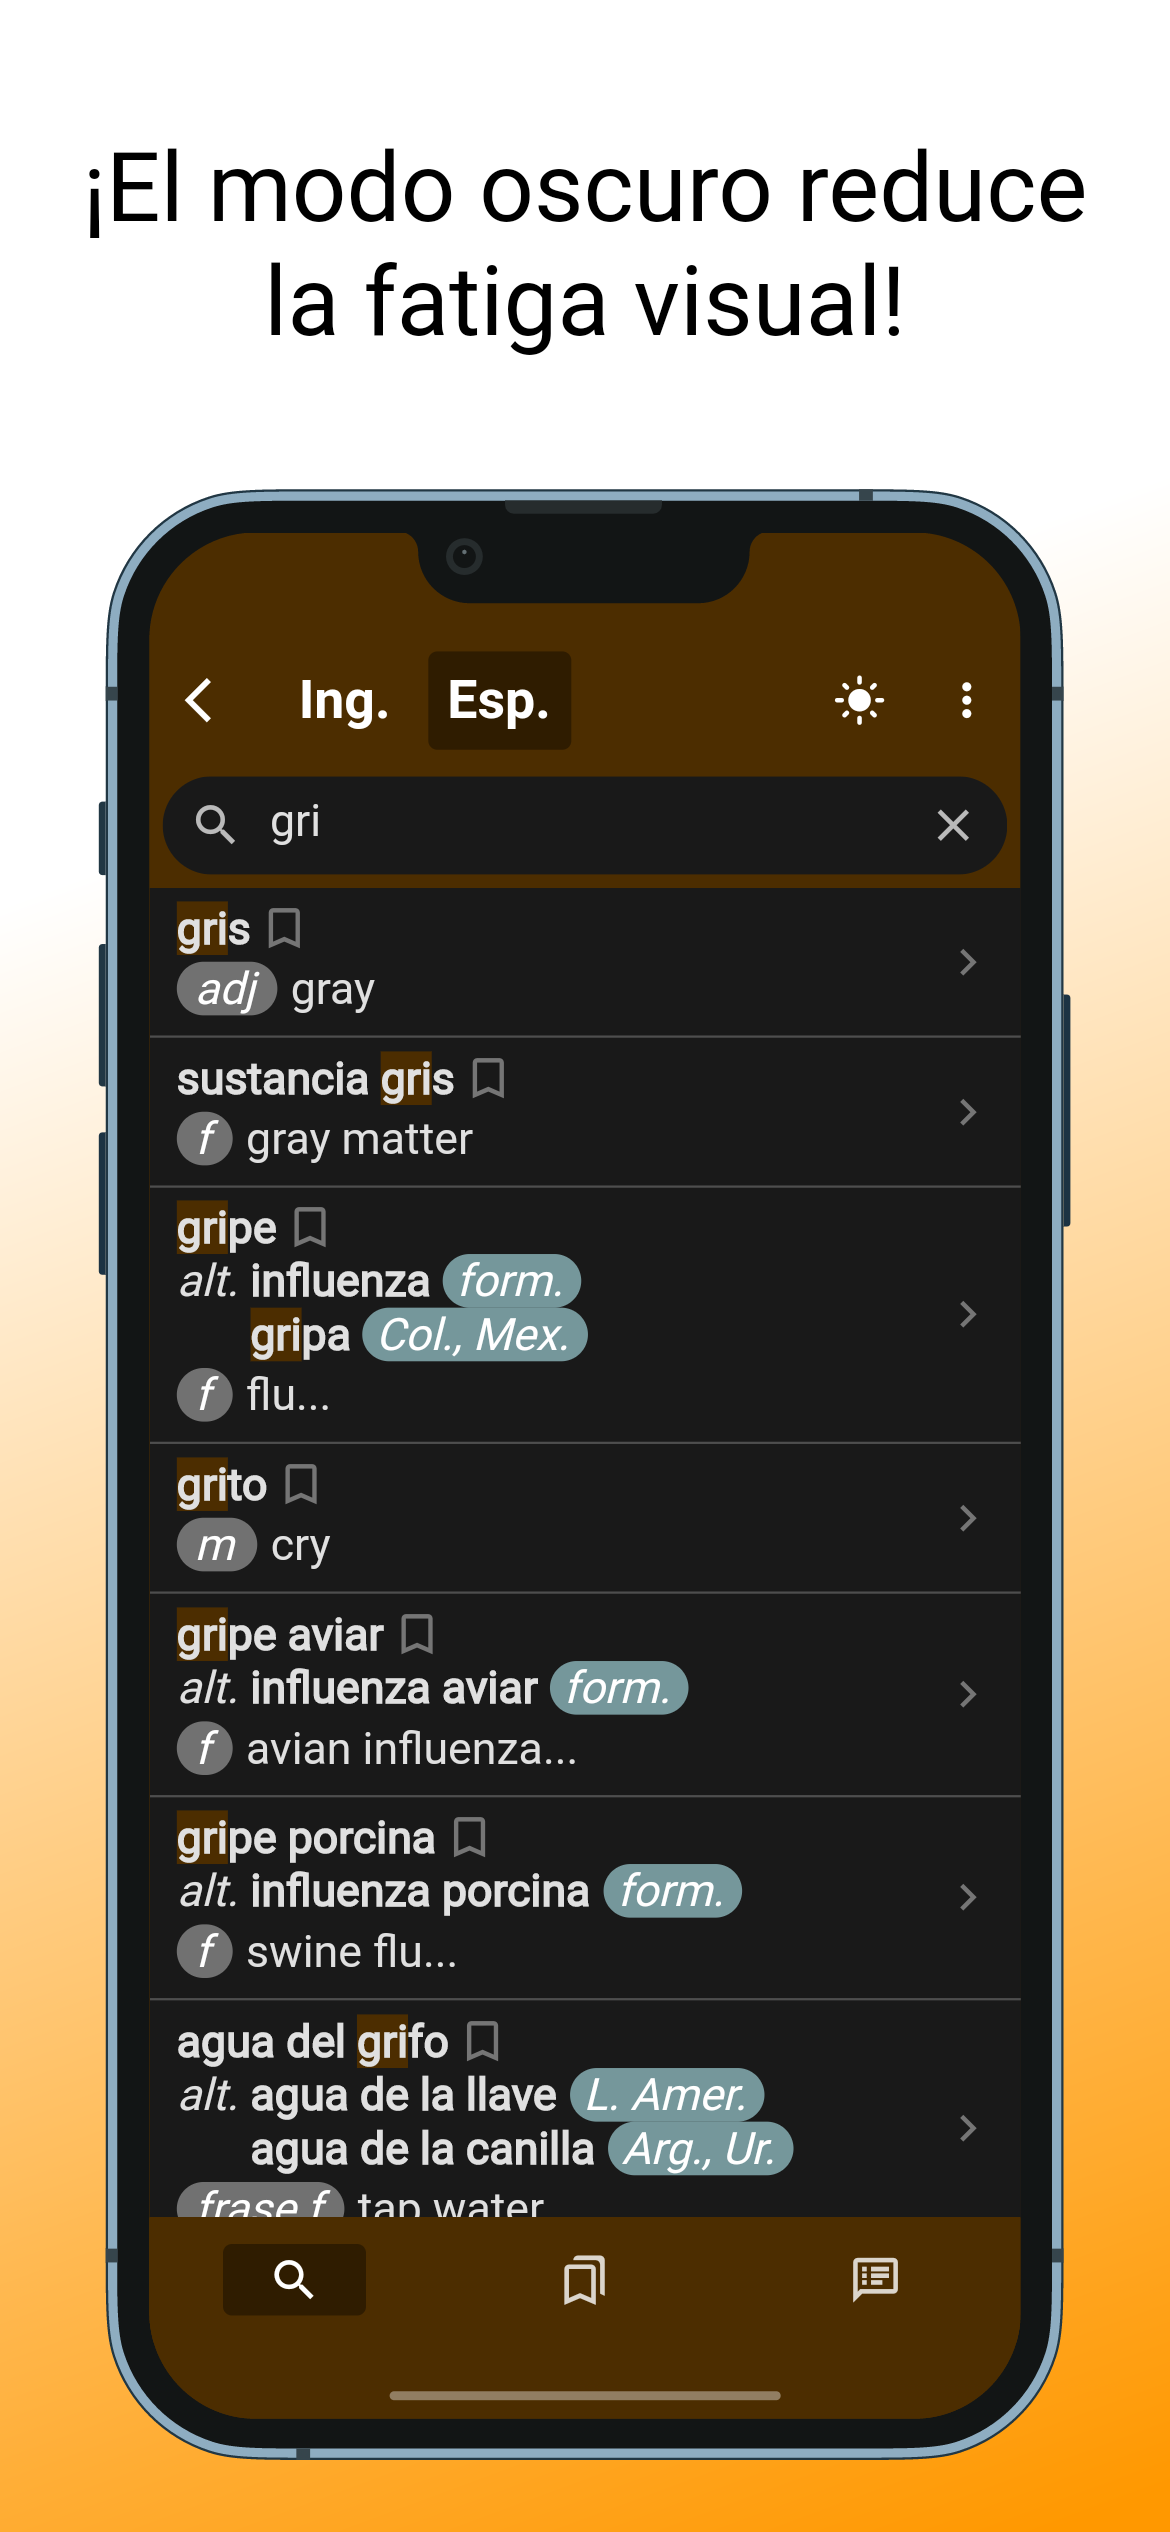 ¡El modo oscuro reduce
la fatiga visual!
Ing. Esp.
gri
gris
adj gray
sustancia gris
f gray matter
gripe
alt. influenza form.
gripa Col., Mex.
f flu...
grito
m cry
gripe aviar
alt. influenza aviar form.
f avian influenza...
gripe porcina
alt. influenza porcina form.
f swine flu...
agua del grifo
alt. agua de la llave L. Amer.
agua de la canilla Arg., Ur.
frase f tap water